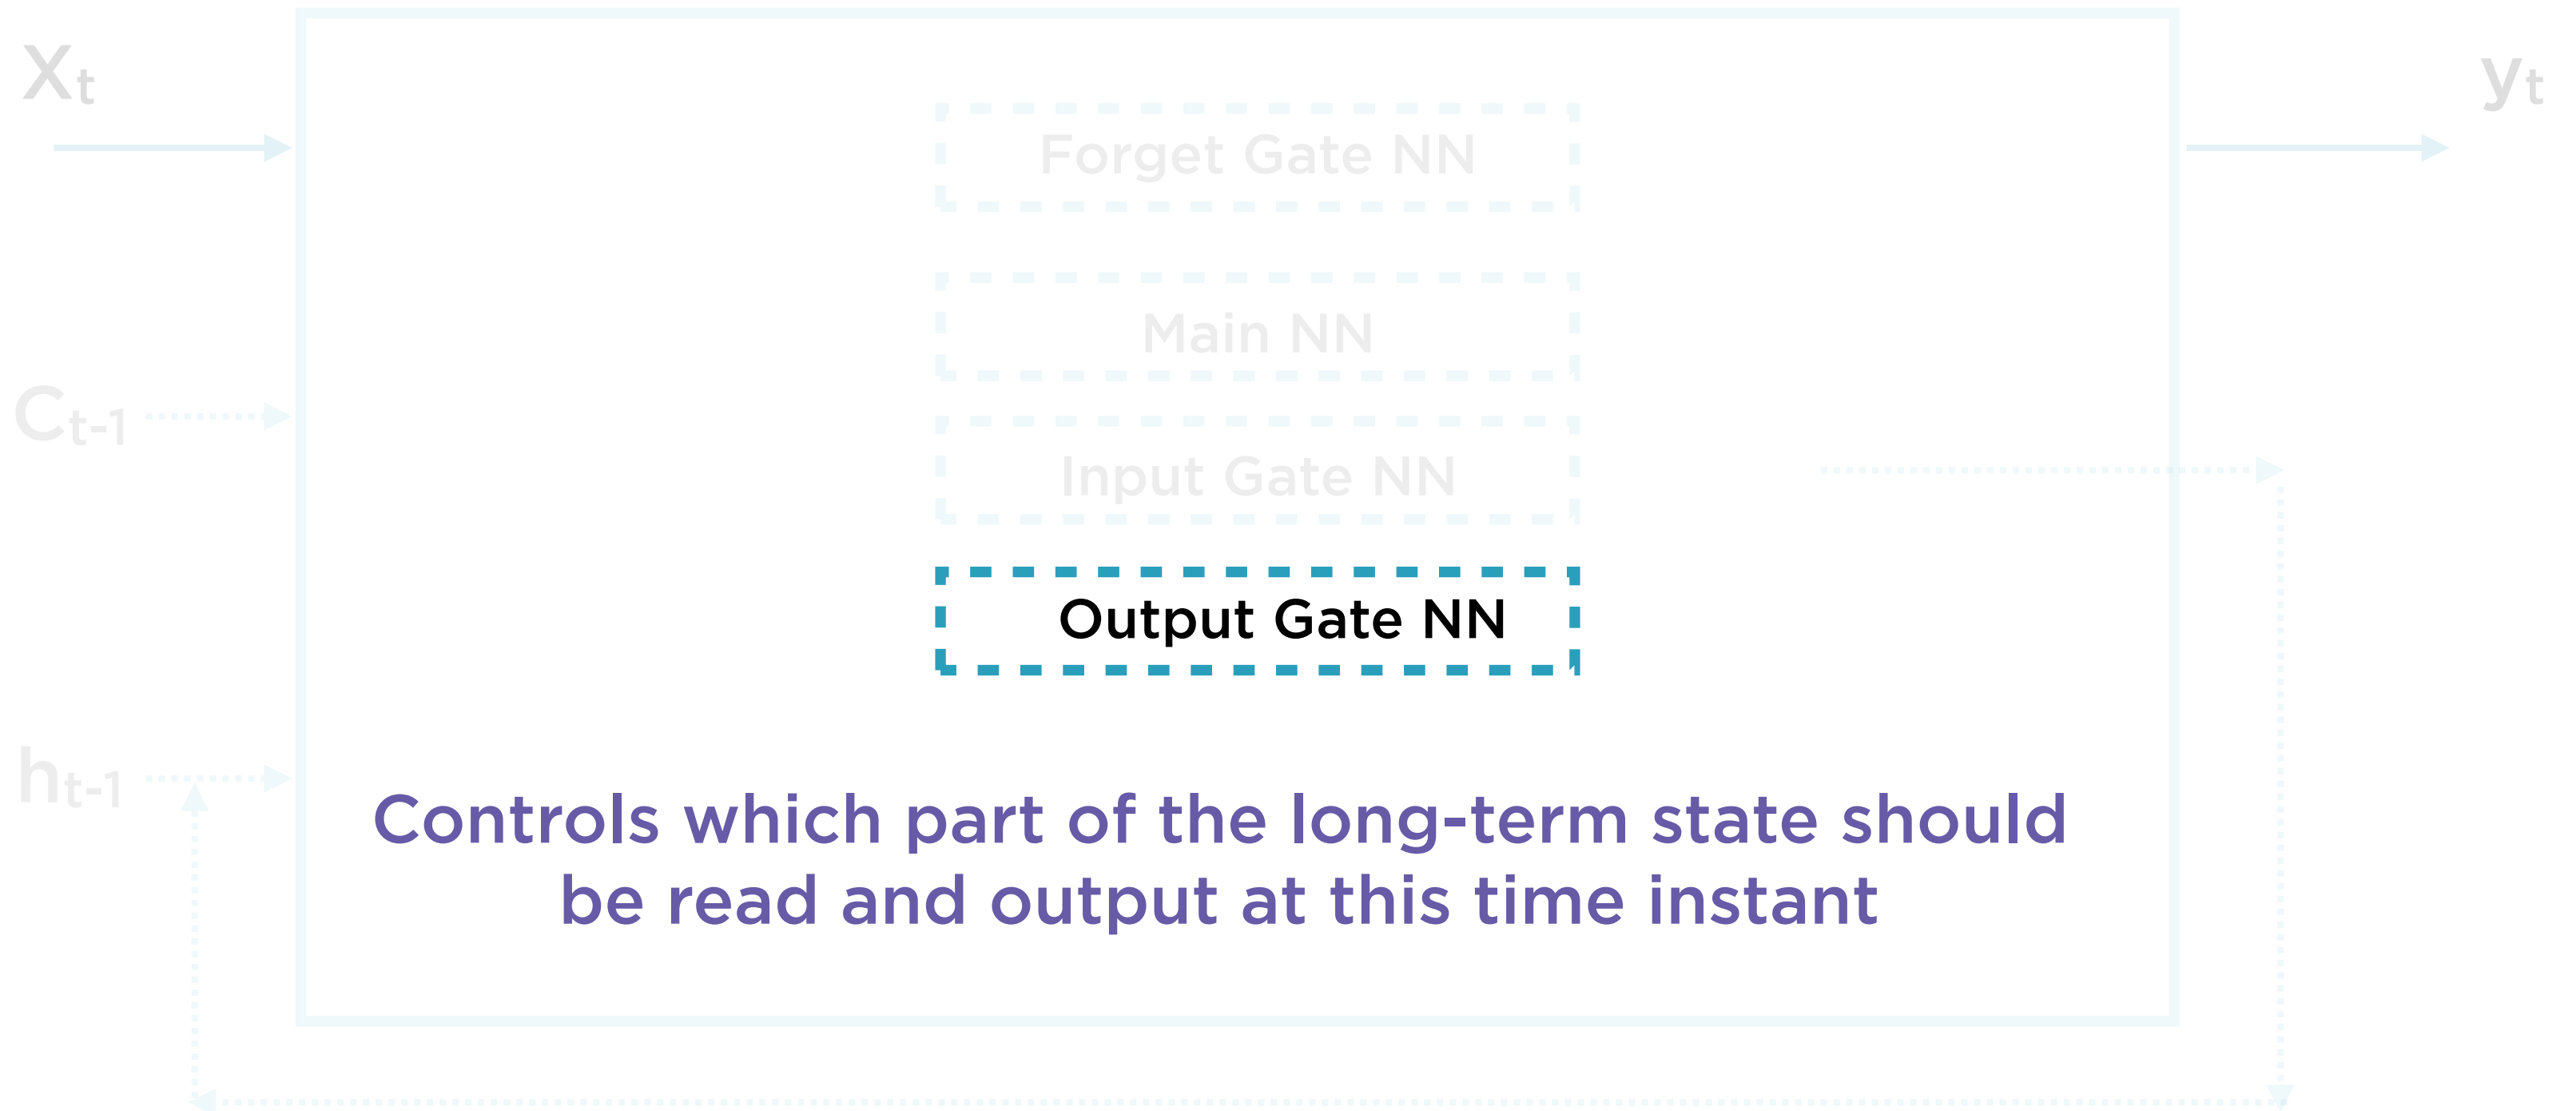 Xt
yt
Forget Gate NN
Main NN
Ct-1
Input Gate NN
Output Gate NN
ht-1
Controls which part of the long-term state should
be read and output at this time instant